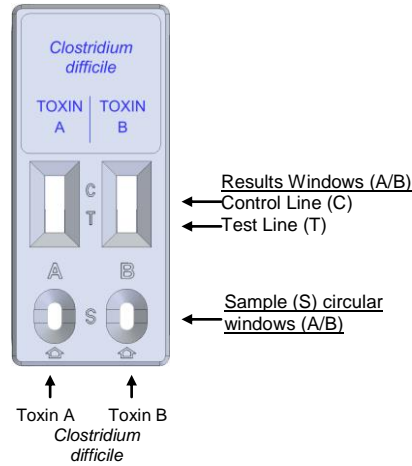 Clostridium
difficile
TOXIN TOXIN
A B
C
T
A B
S
Results Windows (A/B)
Control Line (C)
Test Line (T)
Sample (S) circular
windows (A/B)
Toxin A Toxin B
Clostridium
difficile